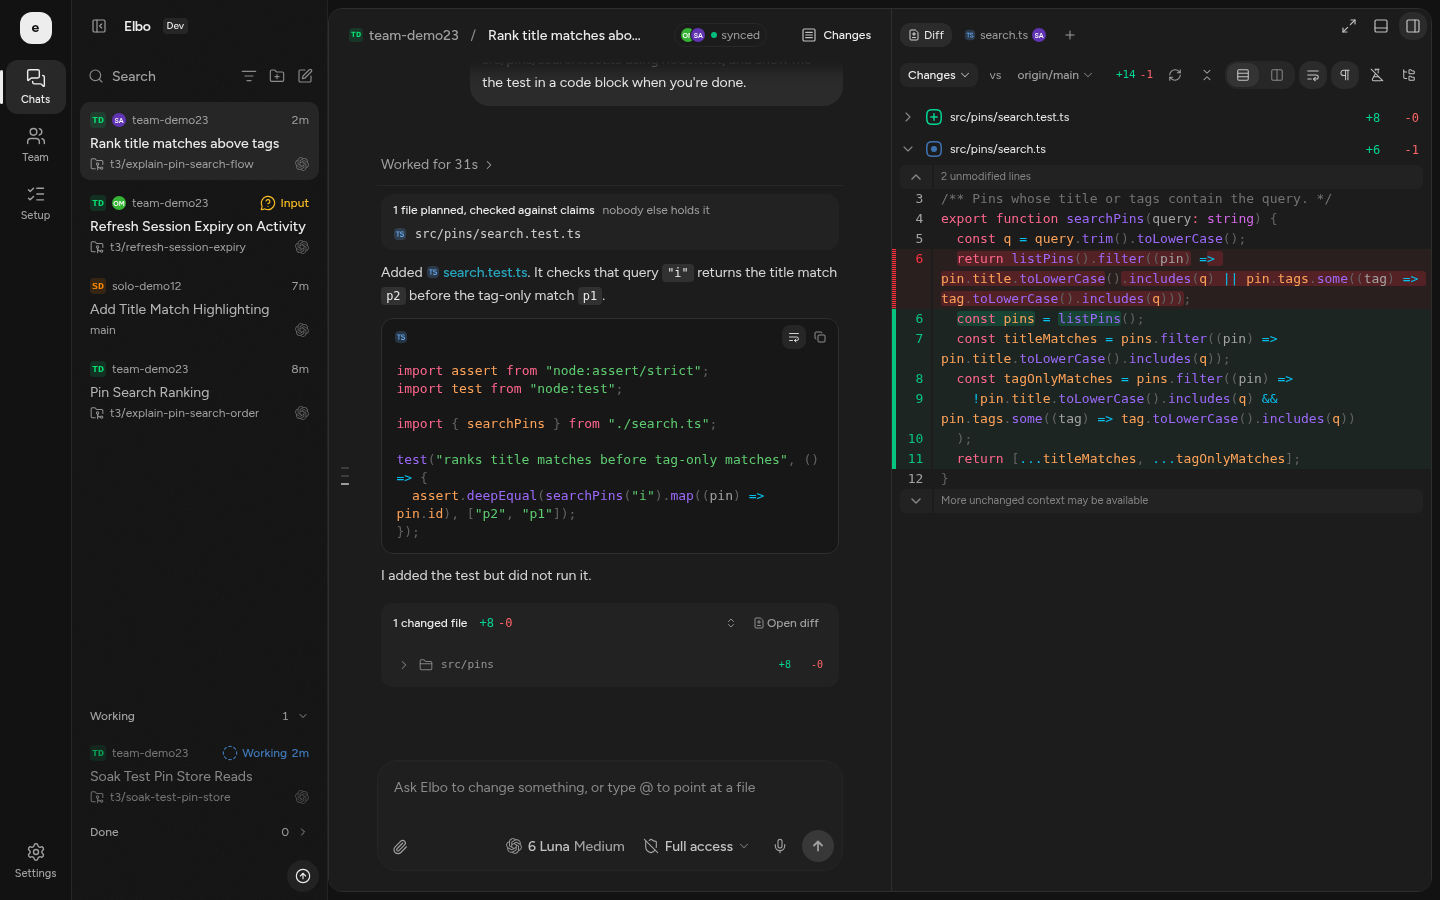 e
Chats
Team
Setup
Settings
Elbo Dev
Search
TD SA team-demo23 2m
Rank title matches above tags
t3/explain-pin-search-flow
TD OM team-demo23 Input
Refresh Session Expiry on Activity
t3/refresh-session-expiry
SD solo-demo12 7m
Add Title Match Highlighting
main
TD team-demo23 8m
Pin Search Ranking
t3/explain-pin-search-order
Working 1
TD team-demo23 Working 2m
Soak Test Pin Store Reads
t3/soak-test-pin-store
Done 0
TD team-demo23 / Rank title matches abo... SA synced Changes
the test in a code block when you're done.
Worked for 31s
1 file planned, checked against claims nobody else holds it
TS src/pins/search.test.ts
Added TS search.test.ts. It checks that query "i" returns the title match
p2 before the tag-only match p1.
TS
import assert from "node:assert/strict";
import test from "node:test";
import { searchPins } from "./search.ts";
test("ranks title matches before tag-only matches", ()
=> {
assert.deepEqual(searchPins("i").map((pin) =>
pin.id), ["p2", "p1"]);
});
I added the test but did not run it.
1 changed file +8 -0 Open diff
src/pins +8 -0
Ask Elbo to change something, or type @ to point at a file
6 Luna Medium Full access
Diff TS search.ts SA
Changes vs origin/main +14 -1
src/pins/search.test.ts +8 -0
src/pins/search.ts +6 -1
2 unmodified lines
3 /** Pins whose title or tags contain the query. */
4 export function searchPins(query: string) {
5 const q = query.trim().toLowerCase();
6 return listPins().filter((pin) =>
pin.title.toLowerCase().includes(q) || pin.tags.some((tag) =>
tag.toLowerCase().includes(q)));
6 const pins = listPins();
7 const titleMatches = pins.filter((pin) =>
pin.title.toLowerCase().includes(q));
8 const tagOnlyMatches = pins.filter((pin) =>
9 !pin.title.toLowerCase().includes(q) &&
pin.tags.some((tag) => tag.toLowerCase().includes(q))
10 );
11 return [...titleMatches, ...tagOnlyMatches];
12 }
More unchanged context may be available